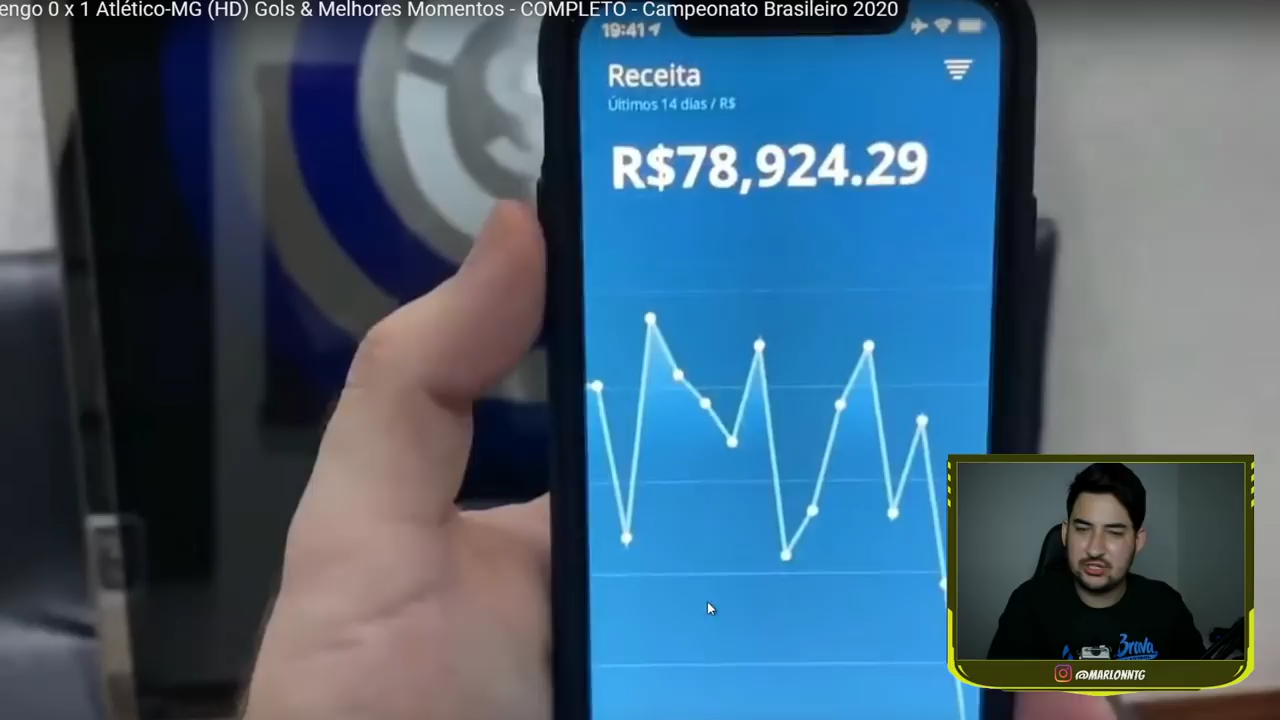 engo 0 x 1 Atlético-MG (HD) Gols & Melhores Momentos - COMPLETO - Campeonato Brasileiro 2020
19:41
Receita
Últimos 14 dias / R$
R$78,924.29
Brava
@MARLONNTG